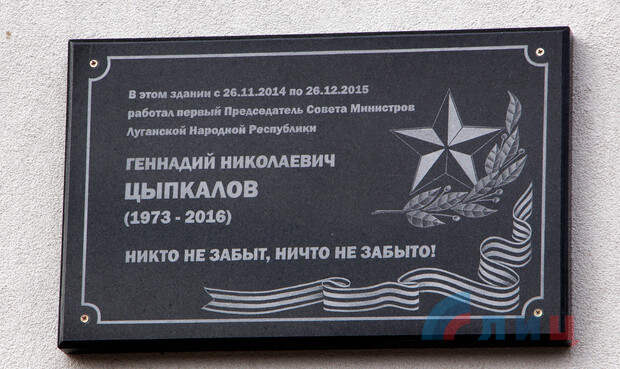 В этом здании с 26.11.2014 по 26.12.2015
работал первый Председатель Совета Министров
Луганской Народной Республики
ГЕННАДИЙ НИКОЛАЕВИЧ
ЦЫПКАЛОВ
(1973 - 2016)
НИКТО НЕ ЗАБЫТ, НИЧТО НЕ ЗАБЫТО!
ЛИЦ